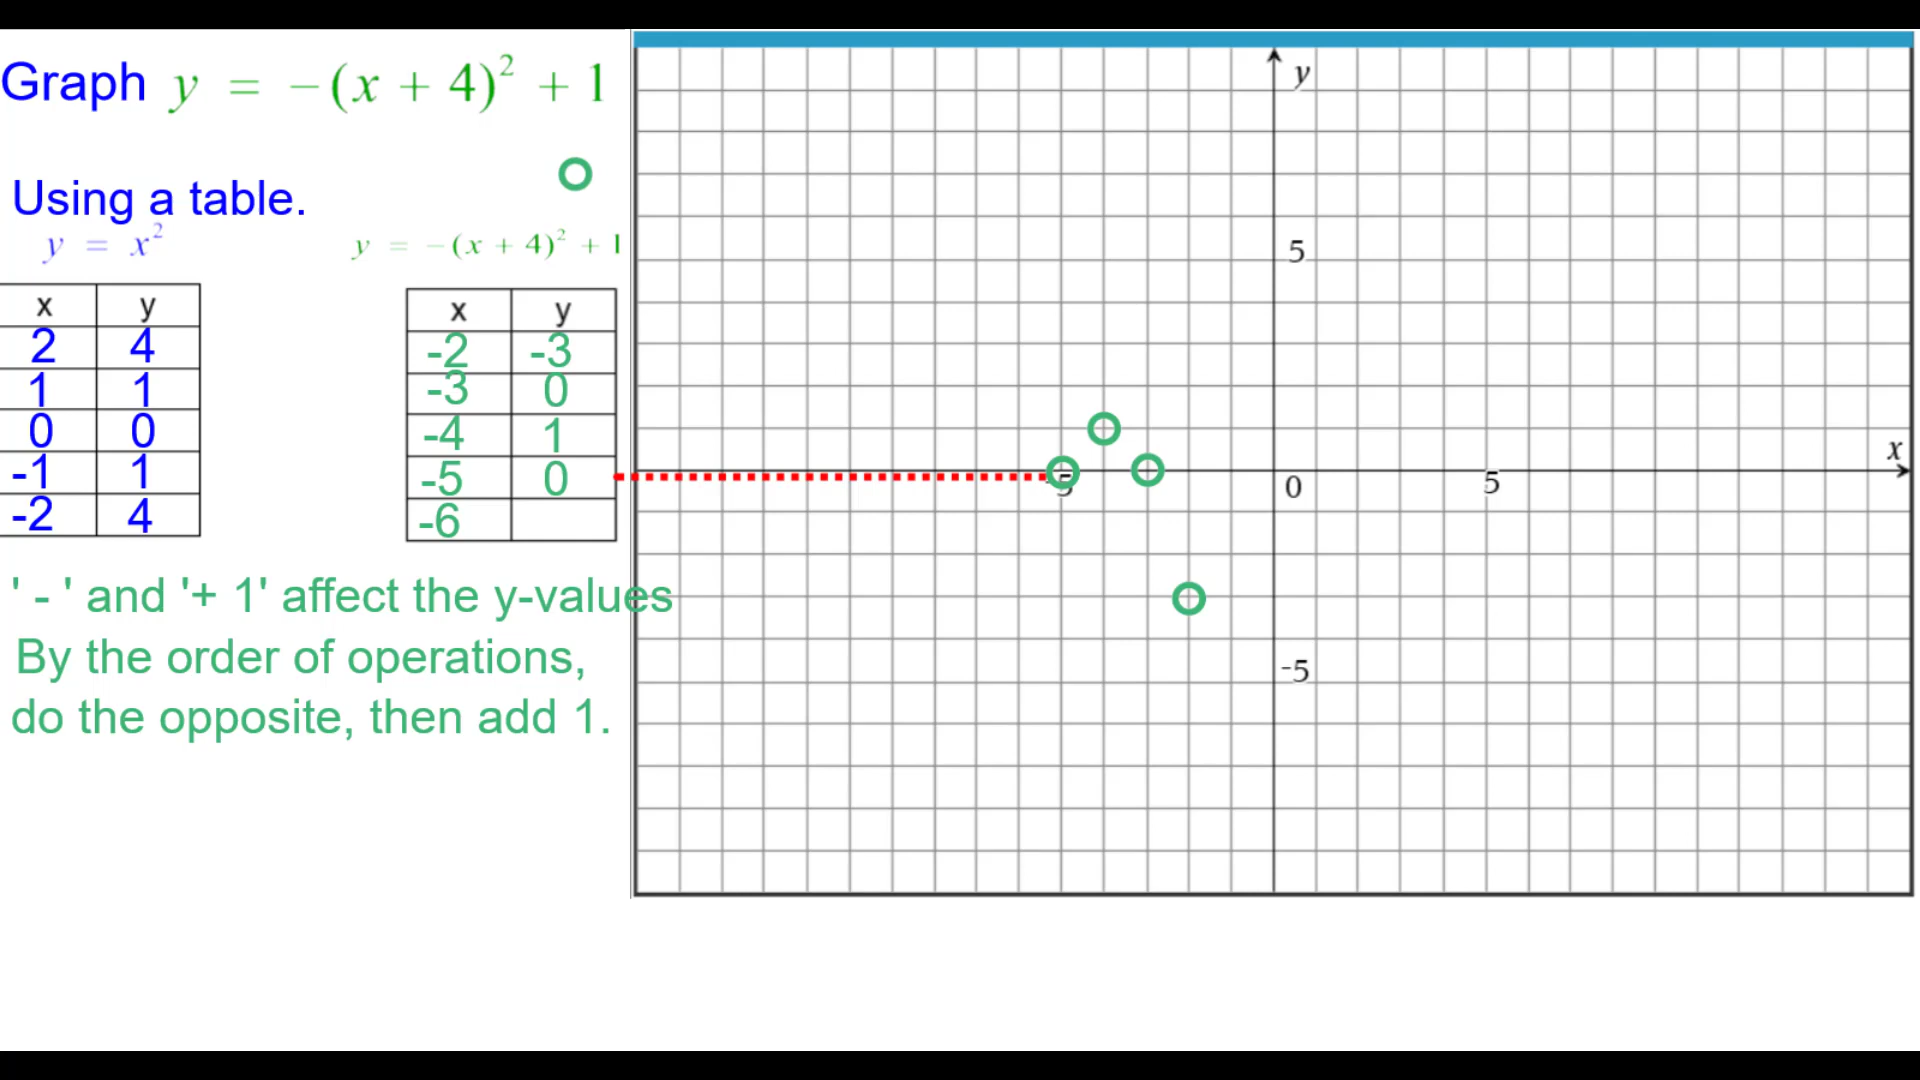 Graph y = −(x + 4)² + 1
Using a table.
y = x²
y = −(x + 4)² + 1
x y
2 4
1 1
0 0
-1 1
-2 4
x y
-2 -3
-3 0
-4 1
-5 0
-6
' - ' and '+ 1' affect the y-values
By the order of operations,
do the opposite, then add 1.
y
5
x
-5 0 5
-5